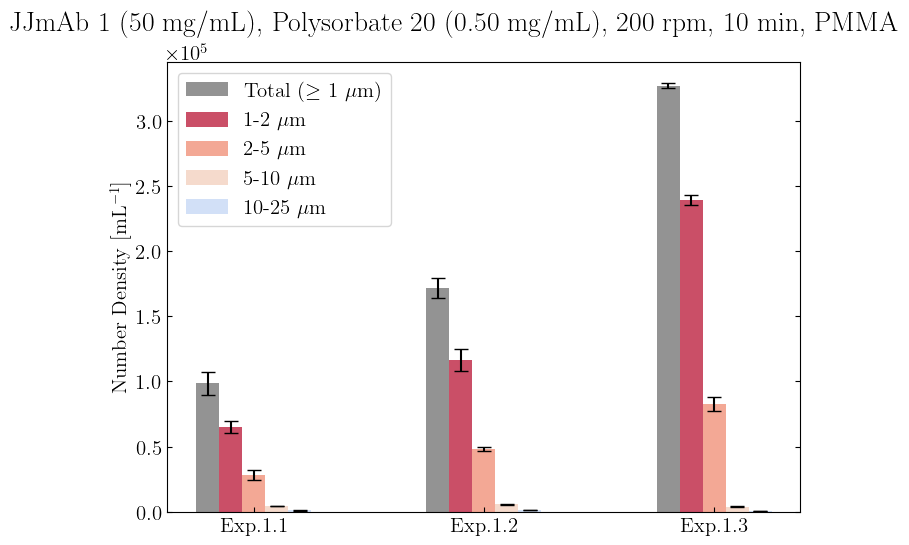 JJmAb 1 (50 mg/mL), Polysorbate 20 (0.50 mg/mL), 200 rpm, 10 min, PMMA
×10⁵
Total (≥ 1 μm)
1-2 μm
2-5 μm
5-10 μm
10-25 μm
Number Density [mL⁻¹]
3.0
2.5
2.0
1.5
1.0
0.5
0.0
Exp.1.1 Exp.1.2 Exp.1.3